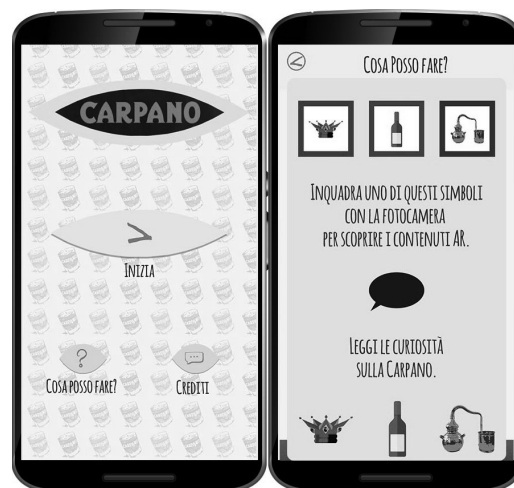 CARPANO
INIZIA
COSA POSSO FARE?
CREDITI
COSA POSSO FARE?
INQUADRA UNO DI QUESTI SIMBOLI
CON LA FOTOCAMERA
PER SCOPRIRE I CONTENUTI AR.
LEGGI LE CURIOSITÀ
SULLA CARPANO.